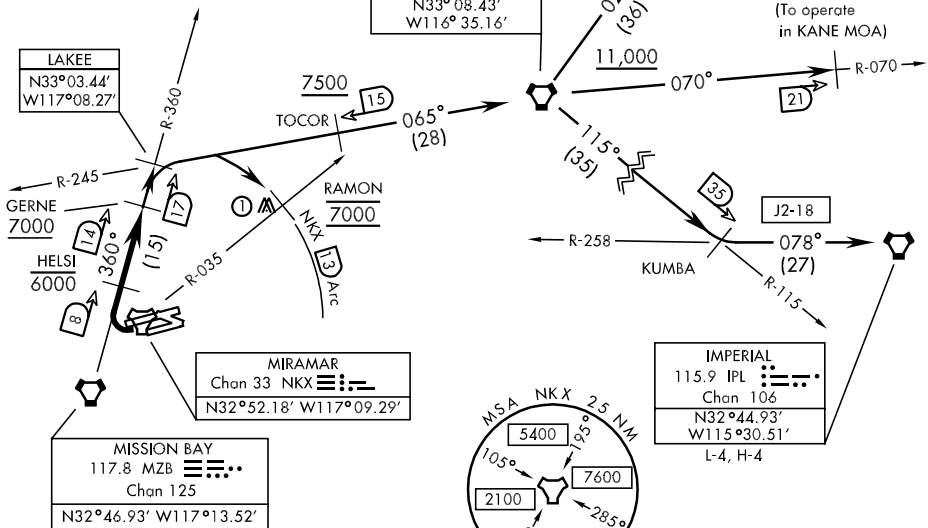 N33°08.43'
W116°35.16'
(36)
(To operate
in KANE MOA)
LAKEE
N33°03.44'
W117°08.27'
R-360
7500
15
TOCOR
065°
(28)
11,000
070°
R-070
21
115°
(35)
R-245
GERNE
7000
14
17
HELSI
6000
360°
(15)
8
1
NKX
13
Arc
RAMON
7000
R-035
35
J2-18
R-258
078°
(27)
KUMBA
R-115
MIRAMAR
Chan 33 NKX
N32°52.18' W117°09.29'
IMPERIAL
115.9 IPL
Chan 106
N32°44.93'
W115°30.51'
L-4, H-4
MISSION BAY
117.8 MZB
Chan 125
N32°46.93' W117°13.52'
MSA NKX 25 NM
5400
195°
105°
7600
2100
285°